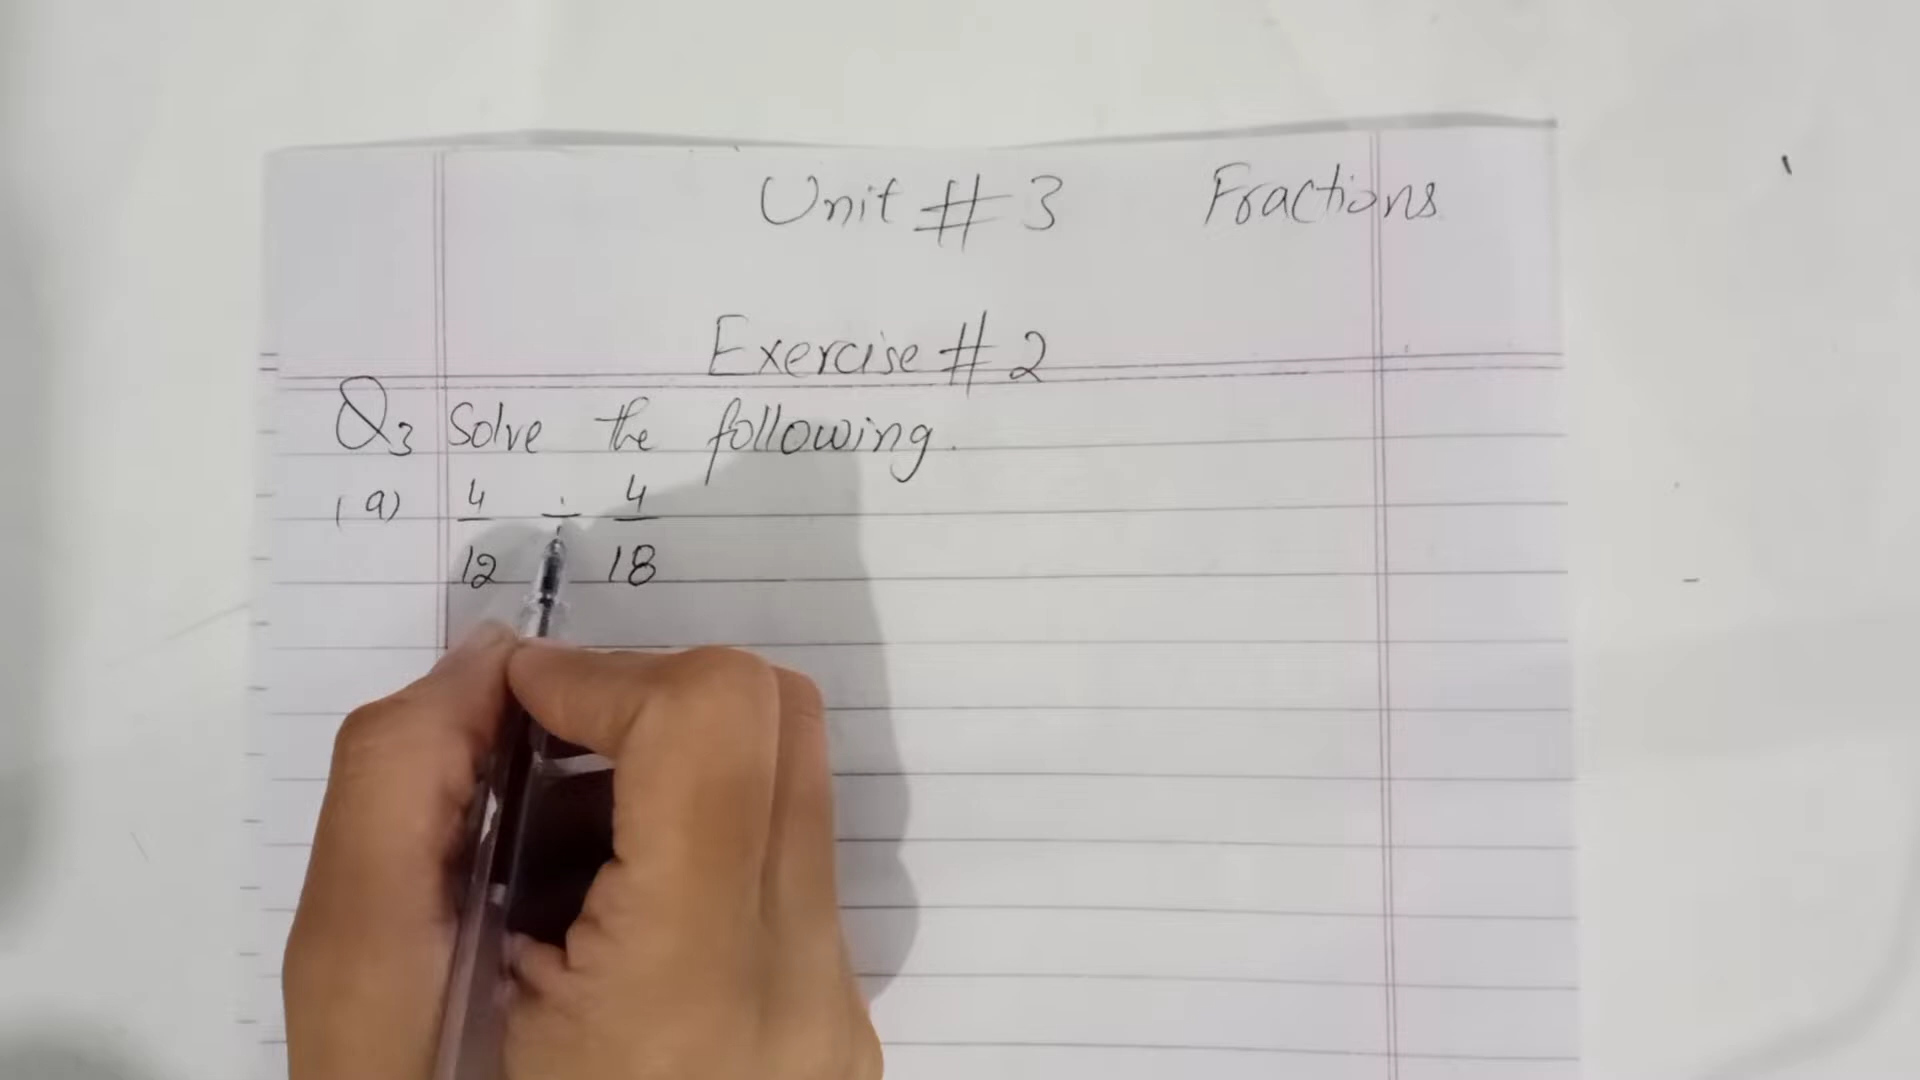 Unit # 3 Fractions
Exercise # 2
Q3 Solve the following.
(a) 4/12 ÷ 4/18